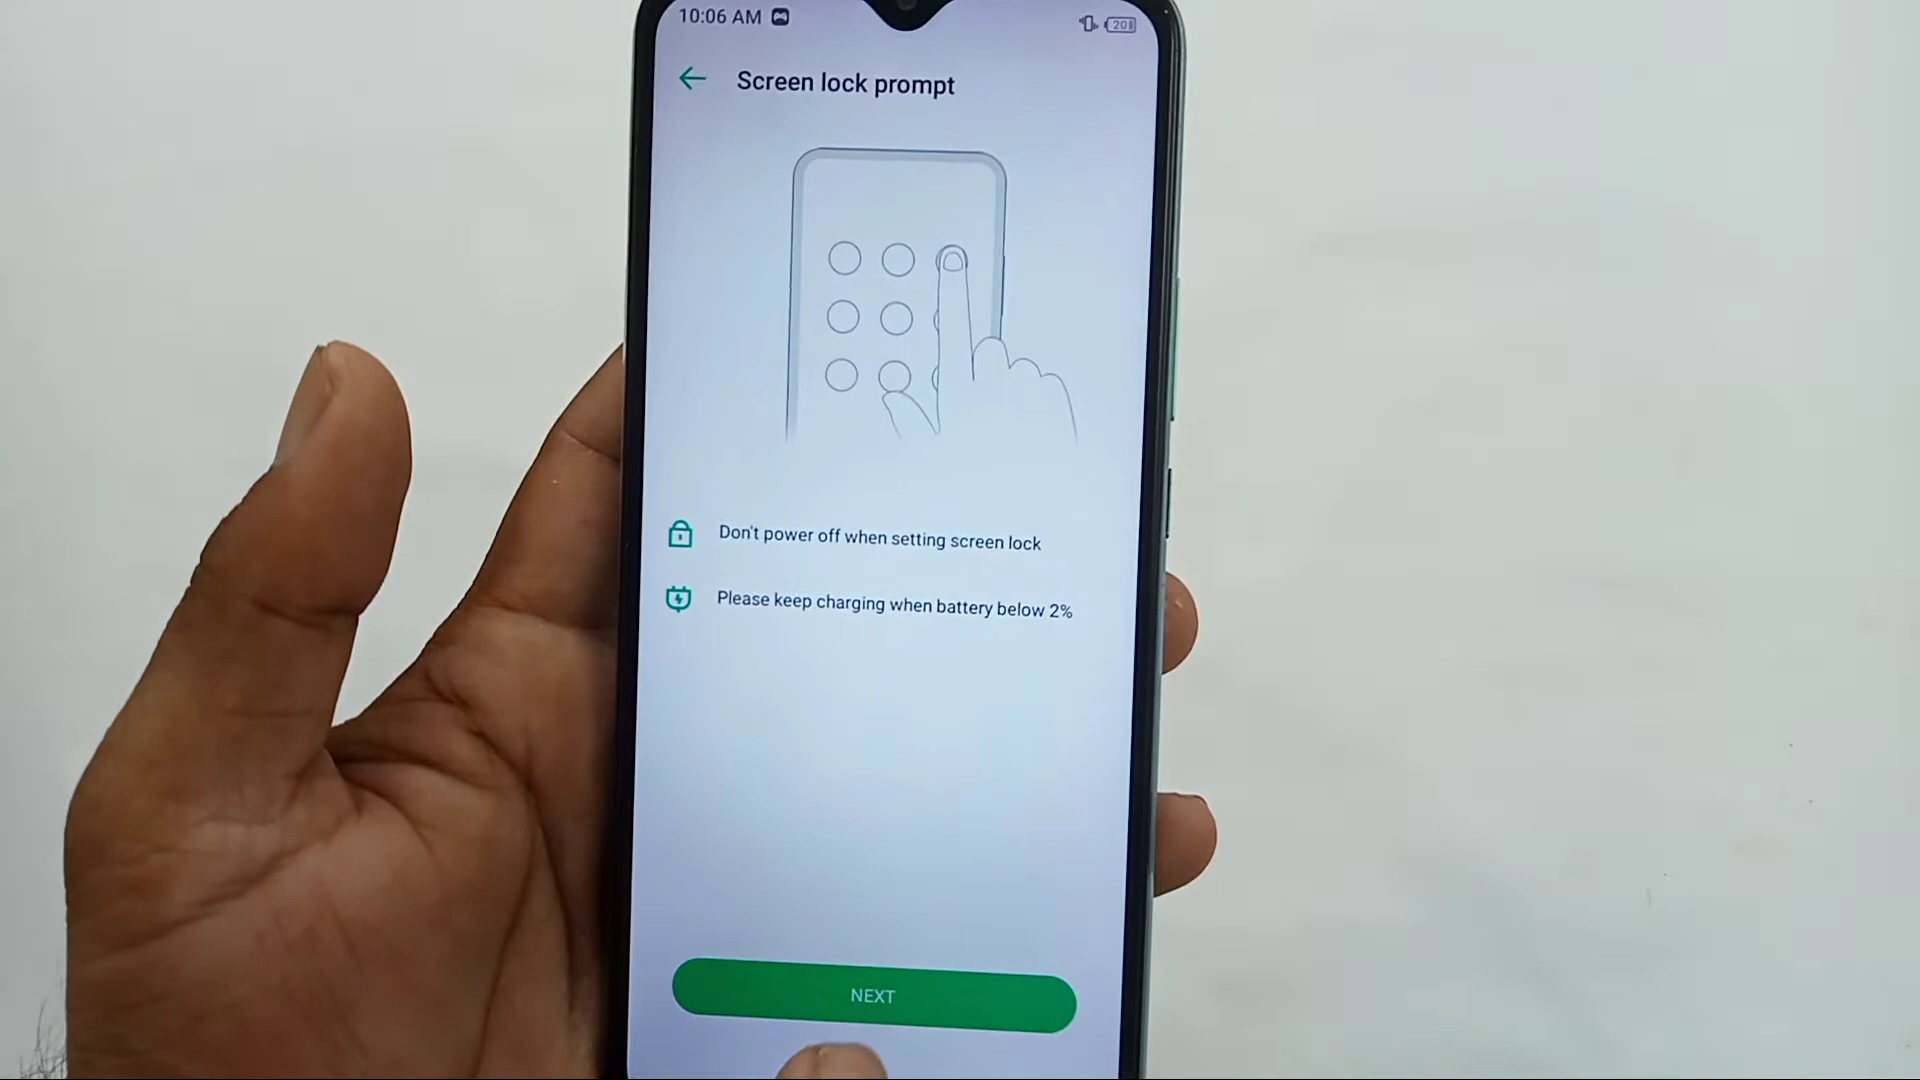 10:06 AM
20
Screen lock prompt
Don't power off when setting screen lock
Please keep charging when battery below 2%
NEXT